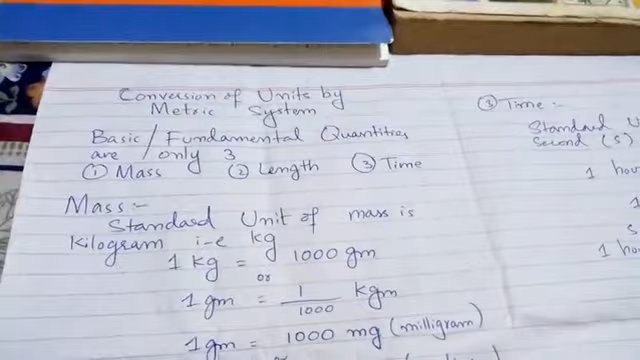 Conversion of Units by
Metric System
Basic/Fundamental Quantities
are only 3
① Mass ② Length ③ Time
Mass:-
Standard Unit of mass is
Kilogram i-e kg
1 kg = 1000 gm
or
1 gm = 1/1000 kgm
1 gm = 1000 mg (milligram)
③ Time :-
Standard U
Second (s)
1 hou
1
1 hou